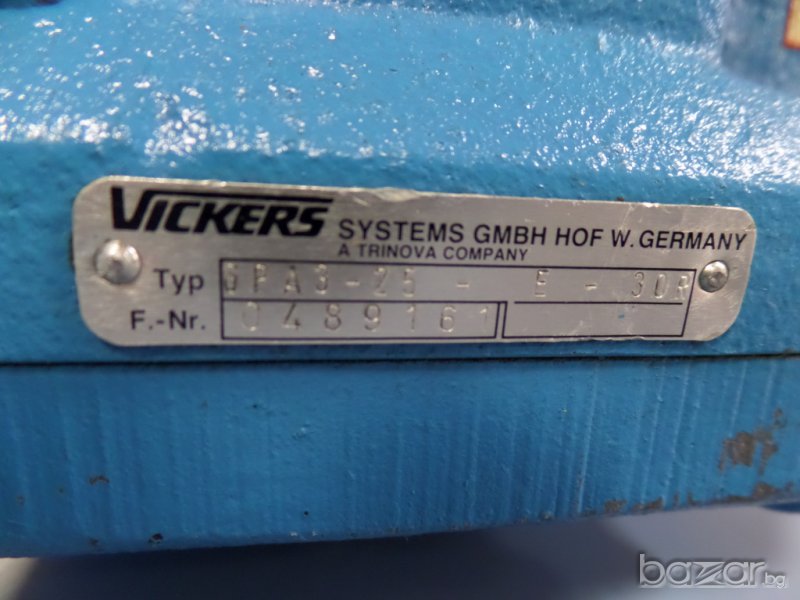 VICKERS SYSTEMS GMBH HOF W. GERMANY
A TRINOVA COMPANY
Typ GPA3-25 - E - 30R
F.-Nr. 0489161
bazar.bg